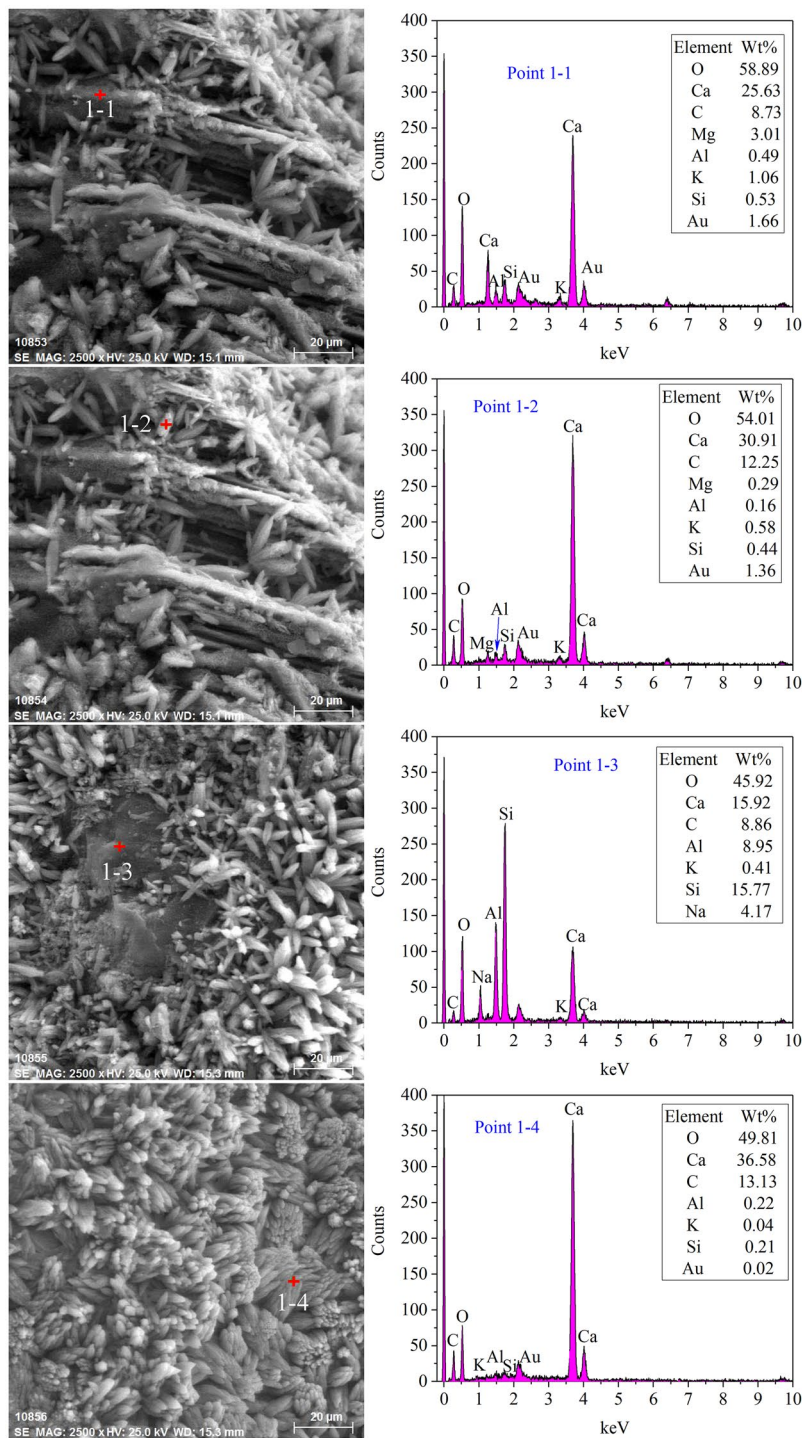 1-1
10853
SE MAG: 2500 x HV: 25.0 kV WD: 15.1 mm
20 μm
Point 1-1
Counts
400
350
300
250
200
150
100
50
0
0 1 2 3 4 5 6 7 8 9 10
keV
C
O
Ca
Al
Si
Au
K
Ca
Au
Element Wt%
O 58.89
Ca 25.63
C 8.73
Mg 3.01
Al 0.49
K 1.06
Si 0.53
Au 1.66
1-2
10854
SE MAG: 2500 x HV: 25.0 kV WD: 15.1 mm
20 μm
Point 1-2
Counts
400
350
300
250
200
150
100
50
0
0 1 2 3 4 5 6 7 8 9 10
keV
C
O
Mg
Al
Si
Au
K
Ca
Ca
Element Wt%
O 54.01
Ca 30.91
C 12.25
Mg 0.29
Al 0.16
K 0.58
Si 0.44
Au 1.36
1-3
10855
SE MAG: 2500 x HV: 25.0 kV WD: 15.3 mm
20 μm
Point 1-3
Counts
400
350
300
250
200
150
100
50
0
0 1 2 3 4 5 6 7 8 9 10
keV
C
O
Na
Al
Si
K
Ca
Ca
Element Wt%
O 45.92
Ca 15.92
C 8.86
Al 8.95
K 0.41
Si 15.77
Na 4.17
1-4
10856
SE MAG: 2500 x HV: 25.0 kV WD: 15.3 mm
20 μm
Point 1-4
Counts
400
350
300
250
200
150
100
50
0
0 1 2 3 4 5 6 7 8 9 10
keV
C
O
K
Al
Si
Au
Ca
Ca
Element Wt%
O 49.81
Ca 36.58
C 13.13
Al 0.22
K 0.04
Si 0.21
Au 0.02